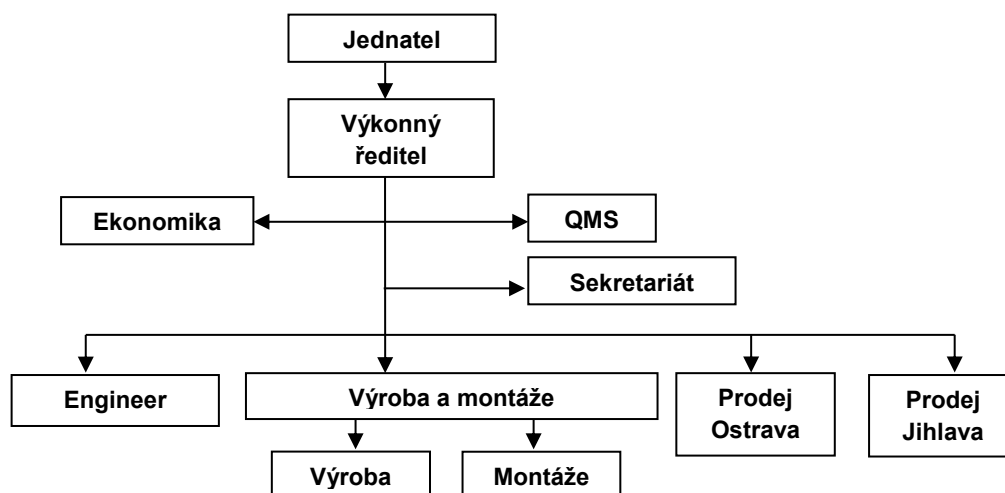 Jednatel
Výkonný
ředitel
Ekonomika
QMS
Sekretariát
Engineer
Výroba a montáže
Prodej
Ostrava
Prodej
Jihlava
Výroba
Montáže